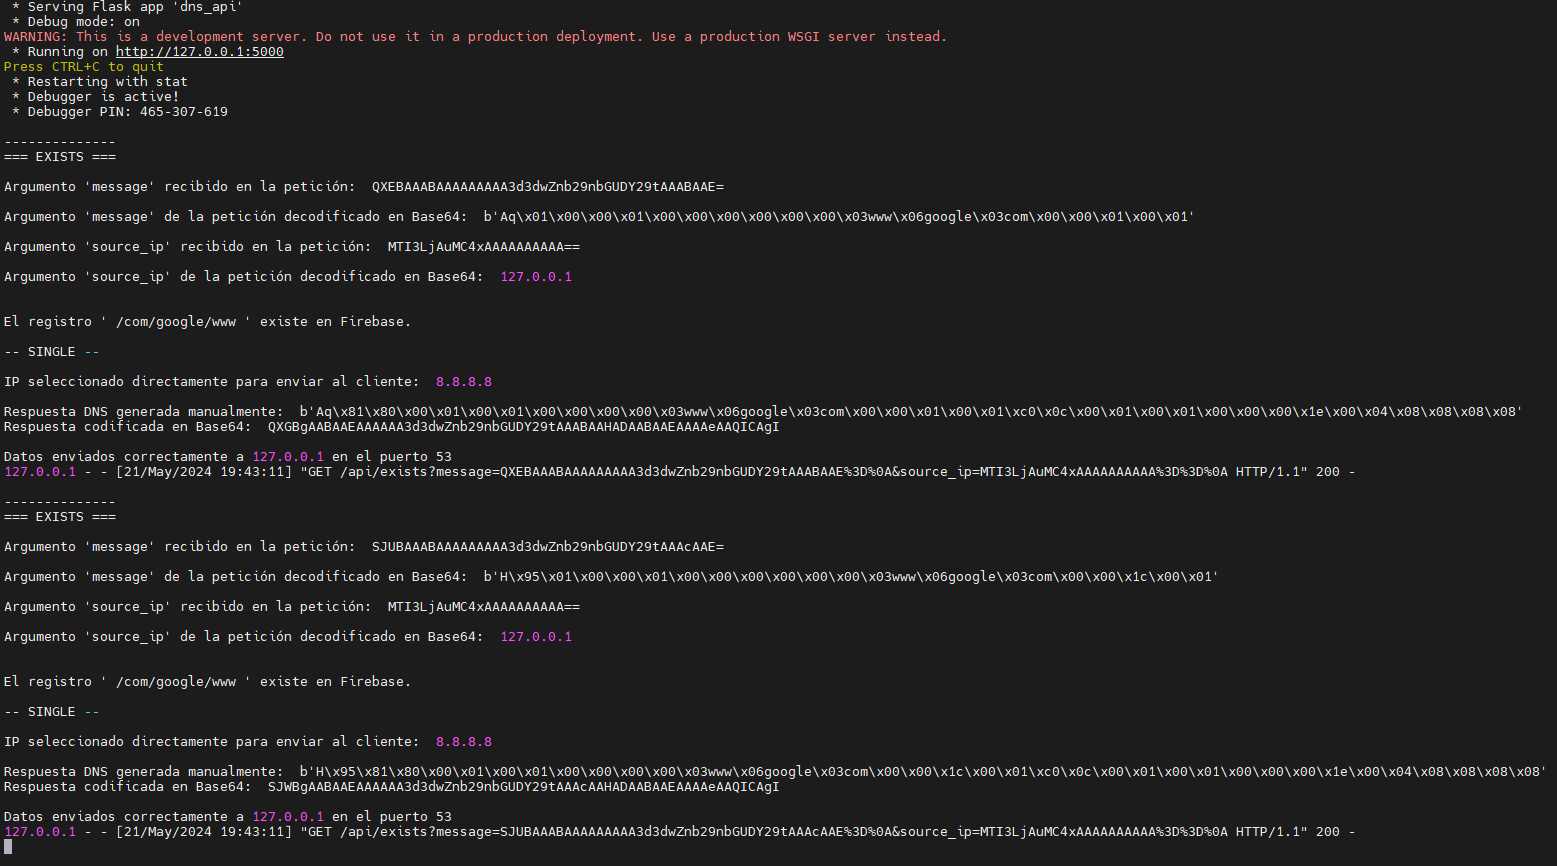 * Serving Flask app 'dns_api'
 * Debug mode: on
WARNING: This is a development server. Do not use it in a production deployment. Use a production WSGI server instead.
 * Running on http://127.0.0.1:5000
Press CTRL+C to quit
 * Restarting with stat
 * Debugger is active!
 * Debugger PIN: 465-307-619
--------------
=== EXISTS ===
Argumento 'message' recibido en la petición:  QXEBAAABAAAAAAAAA3d3dwZnb29nbGUDY29tAAABAAE=
Argumento 'message' de la petición decodificado en Base64:  b'Aq\x01\x00\x00\x01\x00\x00\x00\x00\x00\x00\x03www\x06google\x03com\x00\x00\x01\x00\x01'
Argumento 'source_ip' recibido en la petición:  MTI3LjAuMC4xAAAAAAAAAA==
Argumento 'source_ip' de la petición decodificado en Base64:  127.0.0.1
El registro ' /com/google/www ' existe en Firebase.
-- SINGLE --
IP seleccionado directamente para enviar al cliente:  8.8.8.8
Respuesta DNS generada manualmente:  b'Aq\x81\x80\x00\x01\x00\x01\x00\x00\x00\x00\x03www\x06google\x03com\x00\x00\x01\x00\x01\xc0\x0c\x00\x01\x00\x01\x00\x00\x00\x1e\x00\x04\x08\x08\x08\x08'
Respuesta codificada en Base64:  QXGBgAABAAEAAAAAA3d3dwZnb29nbGUDY29tAAABAAHADAABAAEAAAAeAAQICAgI
Datos enviados correctamente a 127.0.0.1 en el puerto 53
127.0.0.1 - - [21/May/2024 19:43:11] "GET /api/exists?message=QXEBAAABAAAAAAAAA3d3dwZnb29nbGUDY29tAAABAAE%3D%0A&source_ip=MTI3LjAuMC4xAAAAAAAAAA%3D%3D%0A HTTP/1.1" 200 -
--------------
=== EXISTS ===
Argumento 'message' recibido en la petición:  SJUBAAABAAAAAAAAA3d3dwZnb29nbGUDY29tAAAcAAE=
Argumento 'message' de la petición decodificado en Base64:  b'H\x95\x01\x00\x00\x01\x00\x00\x00\x00\x00\x00\x03www\x06google\x03com\x00\x00\x1c\x00\x01'
Argumento 'source_ip' recibido en la petición:  MTI3LjAuMC4xAAAAAAAAAA==
Argumento 'source_ip' de la petición decodificado en Base64:  127.0.0.1
El registro ' /com/google/www ' existe en Firebase.
-- SINGLE --
IP seleccionado directamente para enviar al cliente:  8.8.8.8
Respuesta DNS generada manualmente:  b'H\x95\x81\x80\x00\x01\x00\x01\x00\x00\x00\x00\x03www\x06google\x03com\x00\x00\x1c\x00\x01\xc0\x0c\x00\x01\x00\x01\x00\x00\x00\x1e\x00\x04\x08\x08\x08\x08'
Respuesta codificada en Base64:  SJWBgAABAAEAAAAAA3d3dwZnb29nbGUDY29tAAAcAAHADAABAAEAAAAeAAQICAgI
Datos enviados correctamente a 127.0.0.1 en el puerto 53
127.0.0.1 - - [21/May/2024 19:43:11] "GET /api/exists?message=SJUBAAABAAAAAAAAA3d3dwZnb29nbGUDY29tAAAcAAE%3D%0A&source_ip=MTI3LjAuMC4xAAAAAAAAAA%3D%3D%0A HTTP/1.1" 200 -